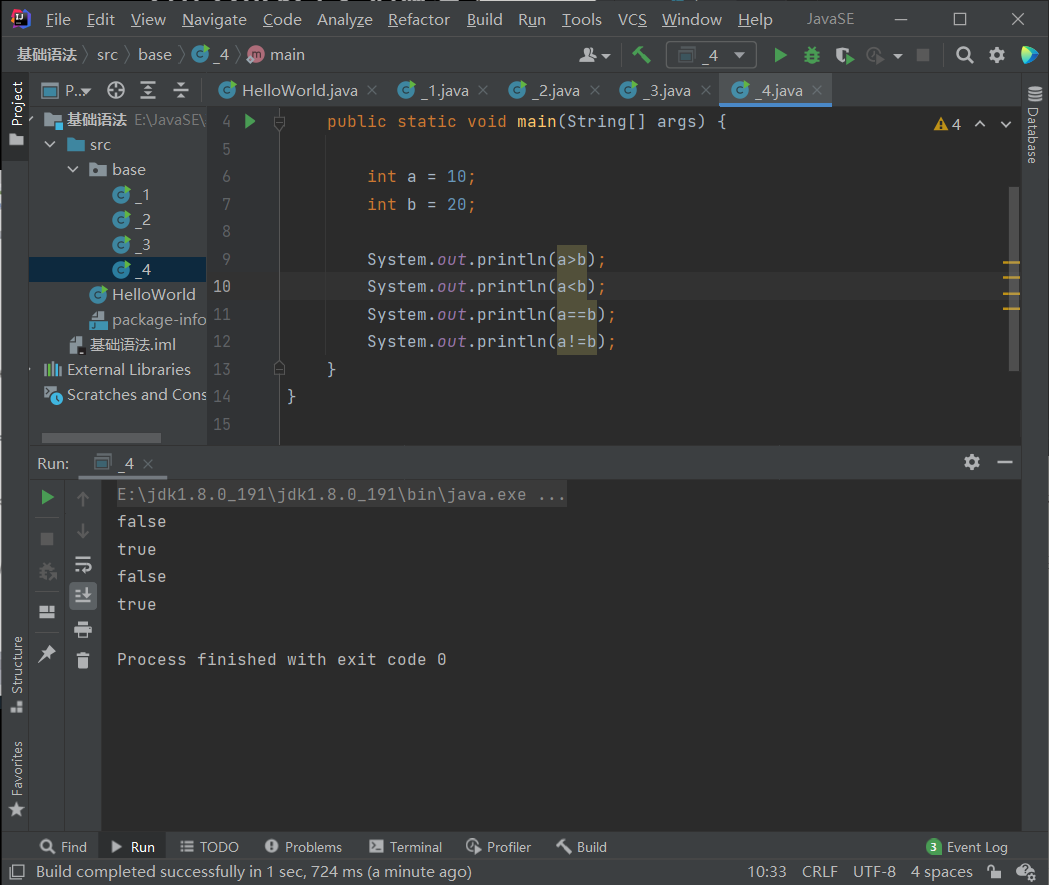 File Edit View Navigate Code Analyze Refactor Build Run Tools VCS Window Help JavaSE
基础语法 src base _4 main _4
Project
P... HelloWorld.java _1.java _2.java _3.java _4.java
基础语法 E:\JavaSE\
src
base
_1
_2
_3
_4
HelloWorld
package-info
基础语法.iml
External Libraries
Scratches and Cons
4 public static void main(String[] args) {
5
6 int a = 10;
7 int b = 20;
8
9 System.out.println(a>b);
10 System.out.println(a<b);
11 System.out.println(a==b);
12 System.out.println(a!=b);
13 }
14 }
15
4
Database
Run: _4
E:\jdk1.8.0_191\jdk1.8.0_191\bin\java.exe ...
false
true
false
true
Process finished with exit code 0
Structure
Favorites
Find Run TODO Problems Terminal Profiler Build 3 Event Log
Build completed successfully in 1 sec, 724 ms (a minute ago) 10:33 CRLF UTF-8 4 spaces